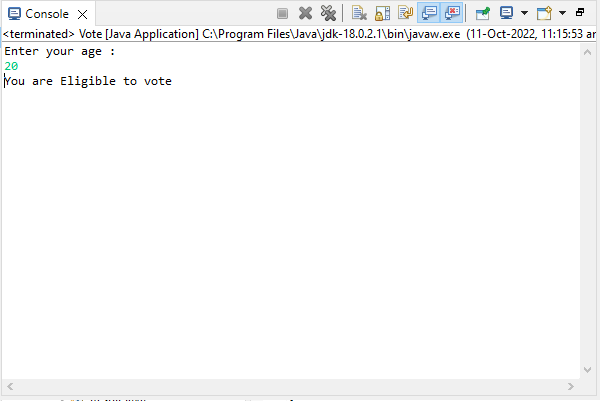 Console
<terminated> Vote [Java Application] C:\Program Files\Java\jdk-18.0.2.1\bin\javaw.exe (11-Oct-2022, 11:15:53 am
Enter your age :
20
You are Eligible to vote